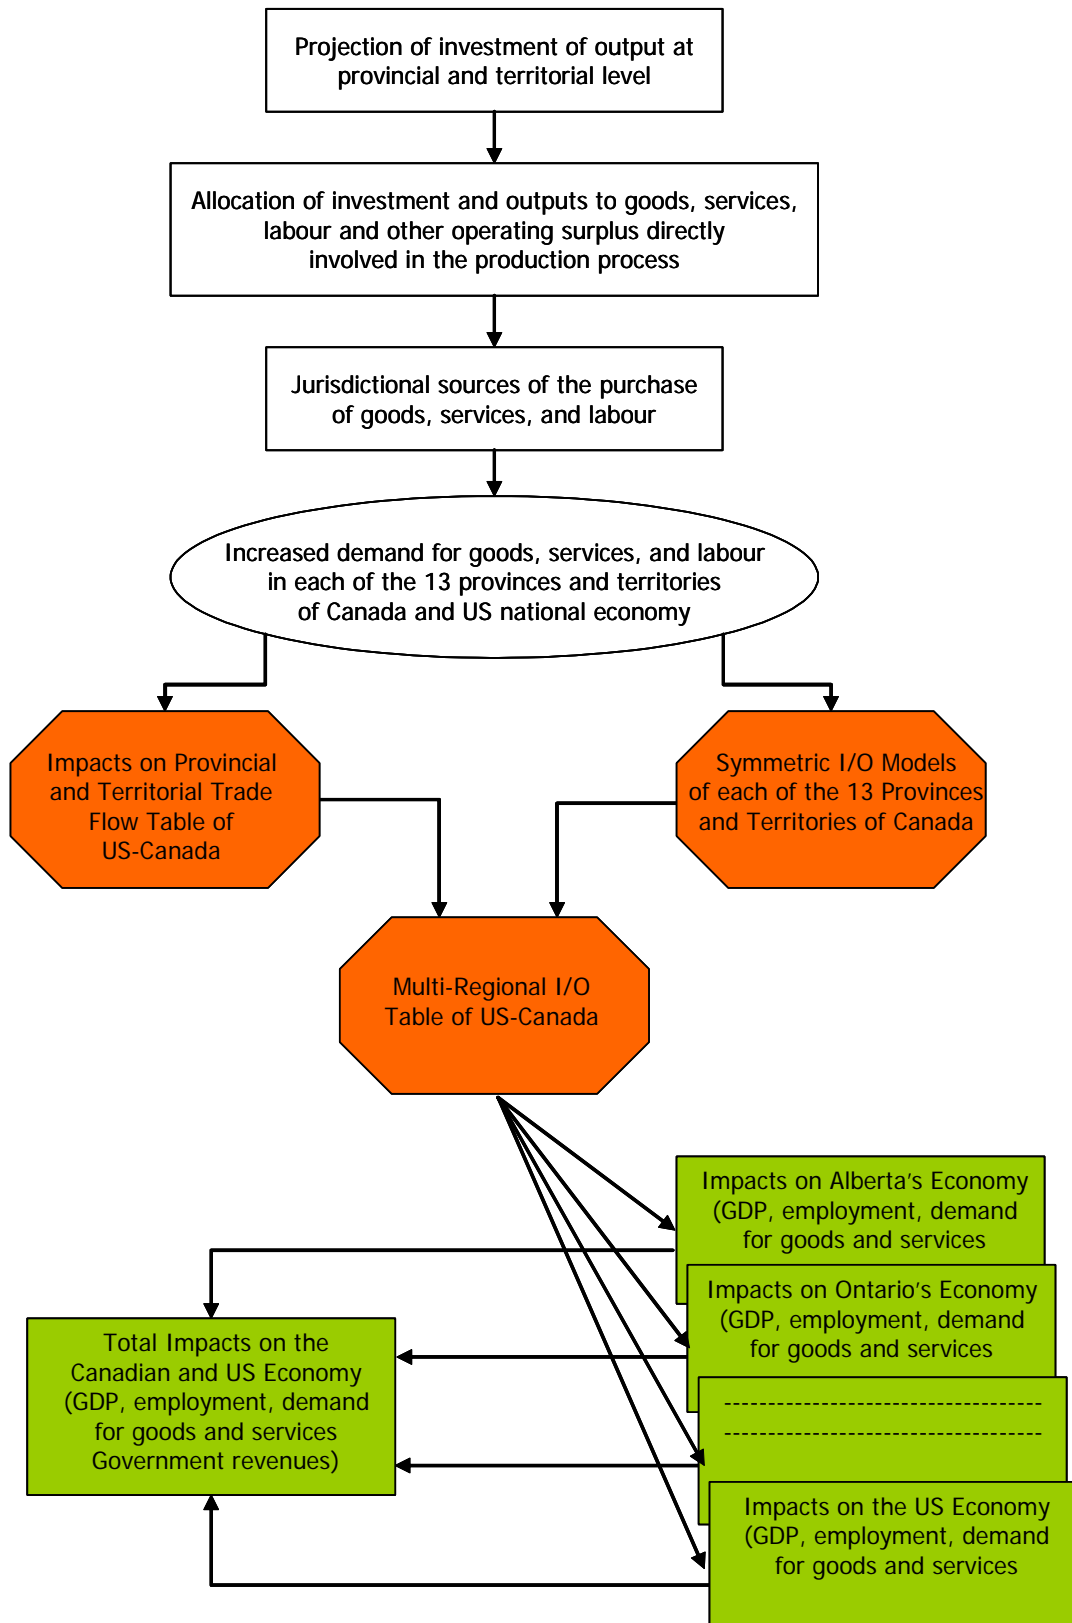 Projection of investment of output at
provincial and territorial level
Allocation of investment and outputs to goods, services,
labour and other operating surplus directly
involved in the production process
Jurisdictional sources of the purchase
of goods, services, and labour
Increased demand for goods, services, and labour
in each of the 13 provinces and territories
of Canada and US national economy
Impacts on Provincial
and Territorial Trade
Flow Table of
US-Canada
Symmetric I/O Models
of each of the 13 Provinces
and Territories of Canada
Multi-Regional I/O
Table of US-Canada
Impacts on Alberta's Economy
(GDP, employment, demand
for goods and services
Impacts on Ontario's Economy
(GDP, employment, demand
for goods and services
-----------------------------------
-----------------------------------
Impacts on the US Economy
(GDP, employment, demand
for goods and services
Total Impacts on the
Canadian and US Economy
(GDP, employment, demand
for goods and services
Government revenues)